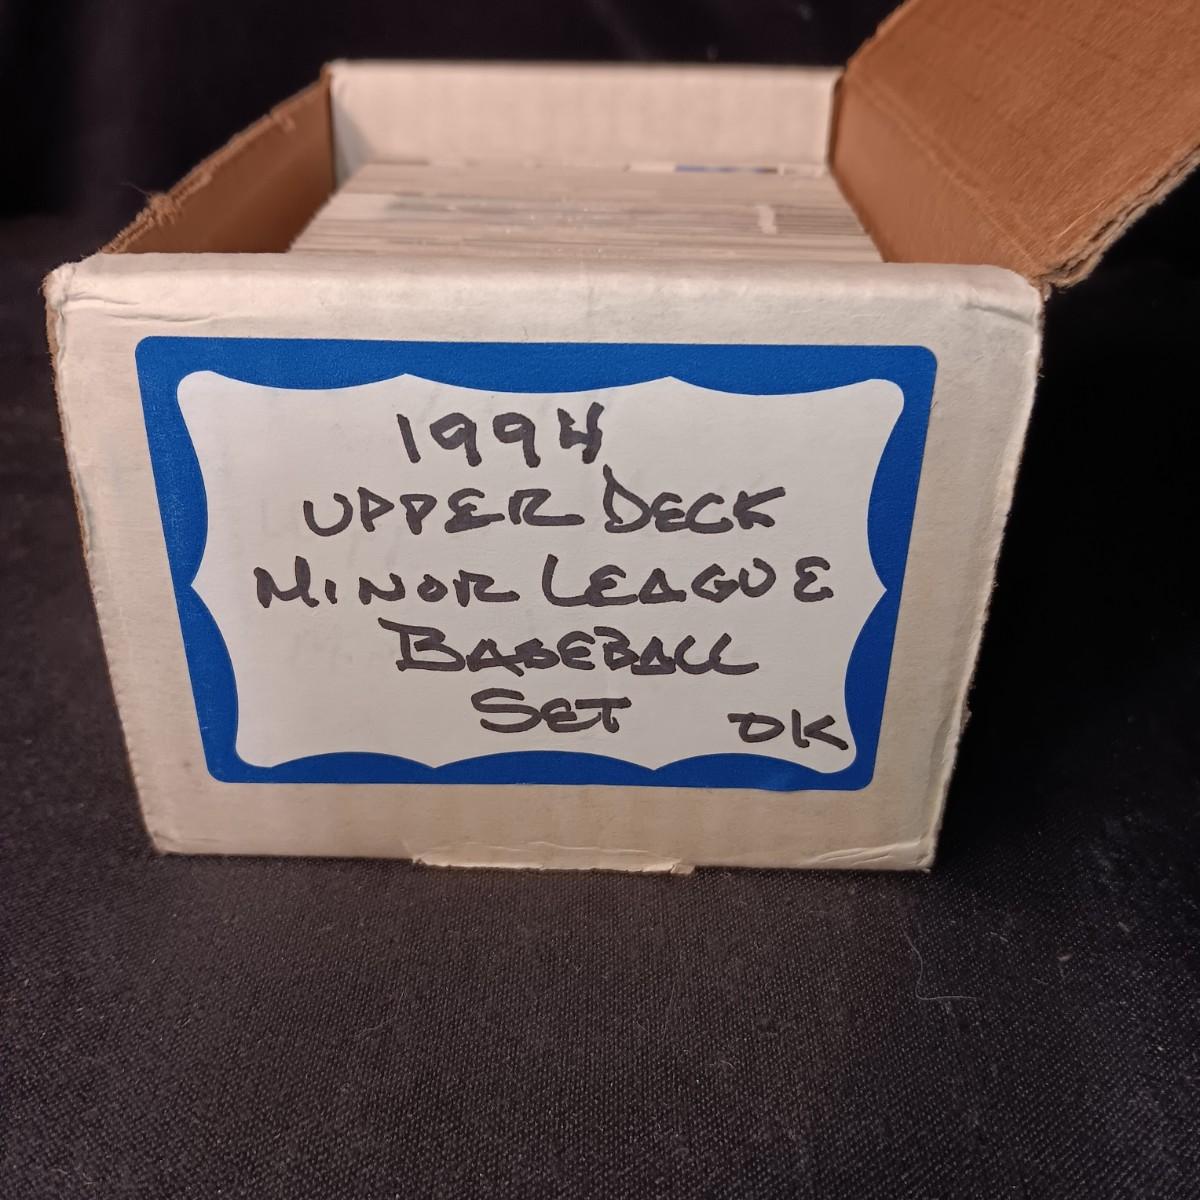 1994
UPPER DECK
MINOR LEAGUE
BASEBALL
SET OK